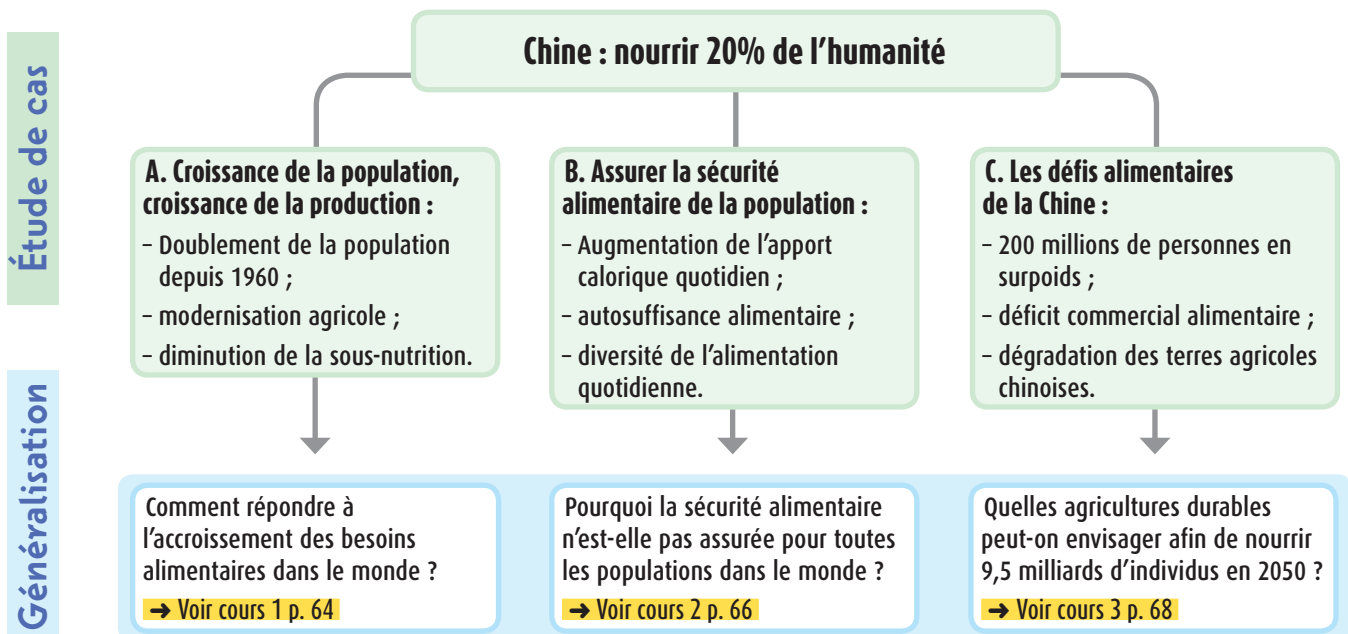 Étude de cas
Chine : nourrir 20% de l'humanité
A. Croissance de la population,
croissance de la production :
– Doublement de la population
depuis 1960 ;
– modernisation agricole ;
– diminution de la sous-nutrition.
B. Assurer la sécurité
alimentaire de la population :
– Augmentation de l'apport
calorique quotidien ;
– autosuffisance alimentaire ;
– diversité de l'alimentation
quotidienne.
C. Les défis alimentaires
de la Chine :
– 200 millions de personnes en
surpoids ;
– déficit commercial alimentaire ;
– dégradation des terres agricoles
chinoises.
Généralisation
Comment répondre à
l'accroissement des besoins
alimentaires dans le monde ?
➜ Voir cours 1 p. 64
Pourquoi la sécurité alimentaire
n'est-elle pas assurée pour toutes
les populations dans le monde ?
➜ Voir cours 2 p. 66
Quelles agricultures durables
peut-on envisager afin de nourrir
9,5 milliards d'individus en 2050 ?
➜ Voir cours 3 p. 68